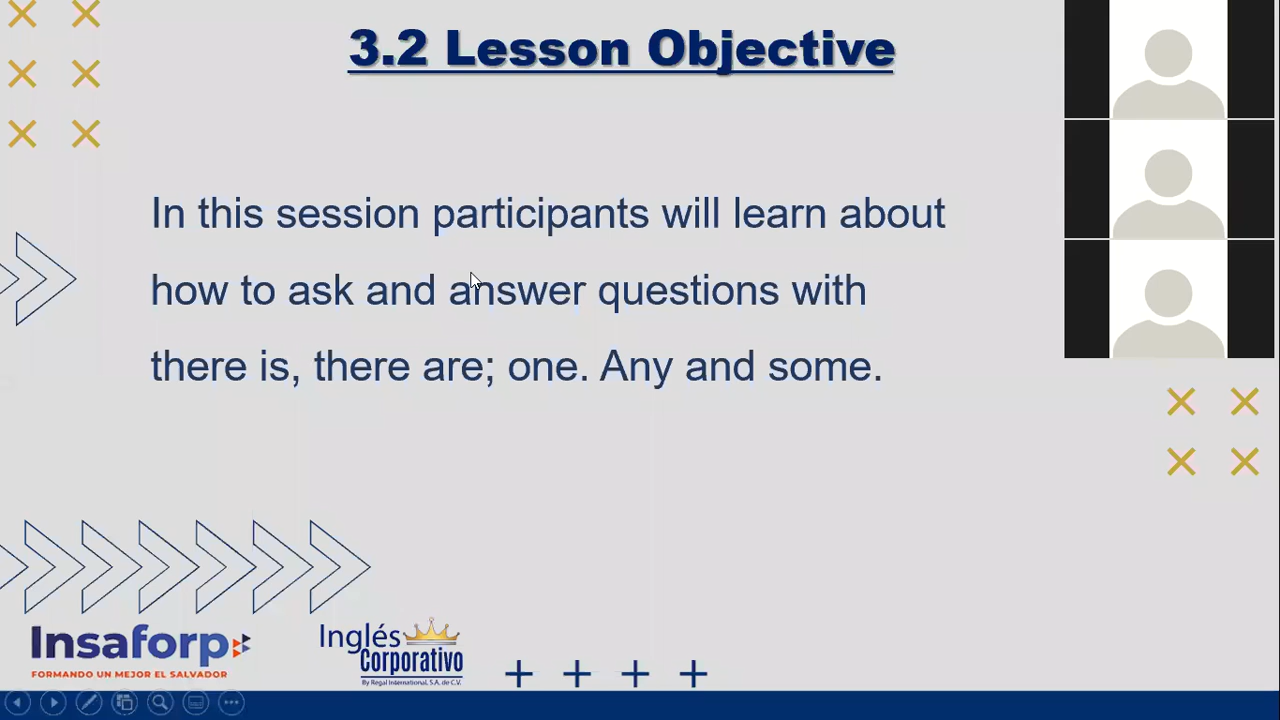 3.2 Lesson Objective
In this session participants will learn about
how to ask and answer questions with
there is, there are; one. Any and some.
Insaforp
FORMANDO UN MEJOR EL SALVADOR
Inglés
Corporativo
By Regal International, S.A. de C.V.